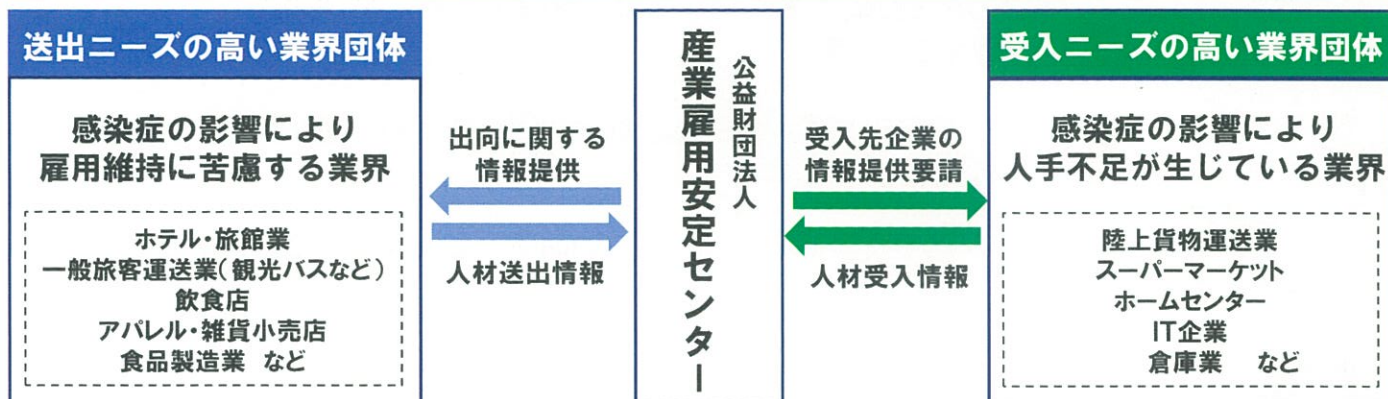 送出ニーズの高い業界団体
感染症の影響により
雇用維持に苦慮する業界
ホテル・旅館業
一般旅客運送業(観光バスなど)
飲食店
アパレル・雑貨小売店
食品製造業 など
出向に関する
情報提供
人材送出情報
公益財団法人
産業雇用安定センター
受入先企業の
情報提供要請
人材受入情報
受入ニーズの高い業界団体
感染症の影響により
人手不足が生じている業界
陸上貨物運送業
スーパーマーケット
ホームセンター
IT企業
倉庫業 など